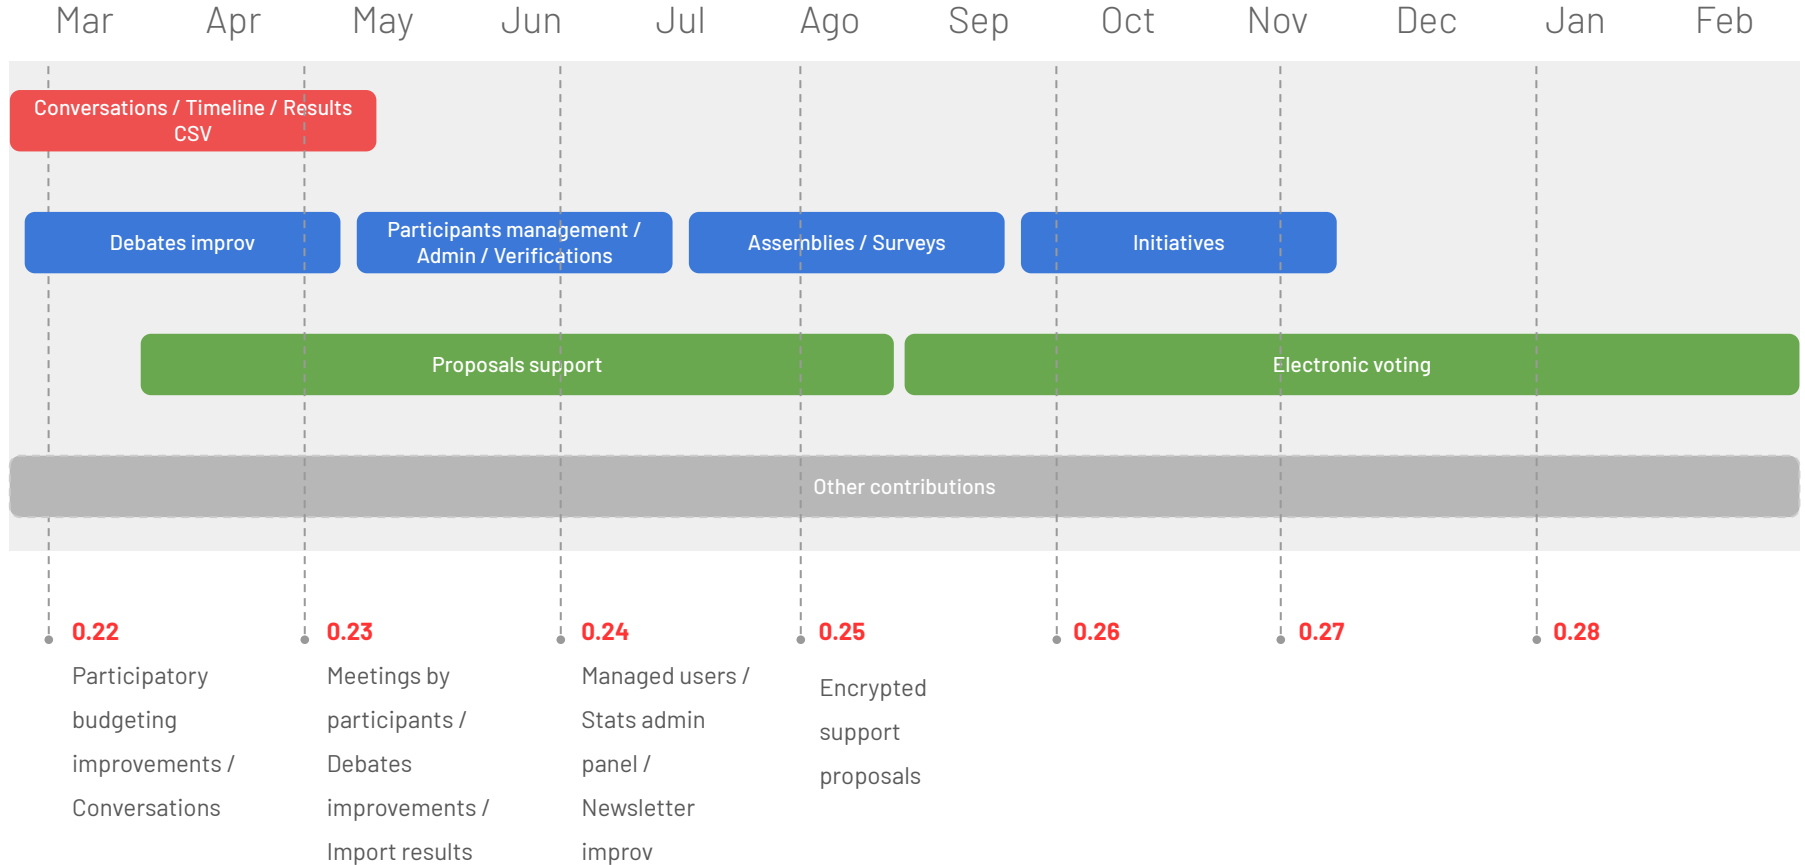 Mar Apr May Jun Jul Ago Sep Oct Nov Dec Jan Feb
Conversations / Timeline / Results
CSV
Debates improv
Participants management /
Admin / Verifications
Assemblies / Surveys
Initiatives
Proposals support
Electronic voting
Other contributions
0.22
Participatory
budgeting
improvements /
Conversations
0.23
Meetings by
participants /
Debates
improvements /
Import results
0.24
Managed users /
Stats admin
panel /
Newsletter
improv
0.25
Encrypted
support
proposals
0.26
0.27
0.28